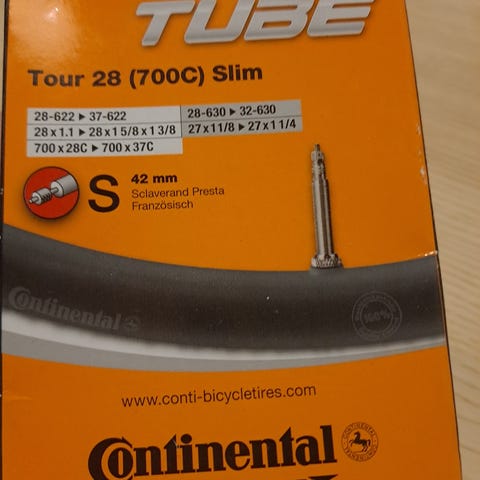 TUBE
Tour 28 (700C) Slim
28-622 ▸ 37-622
28-630 ▸ 32-630
28 x 1.1 ▸ 28 x 1 5/8 x 1 3/8
27 x 1 1/8 ▸ 27 x 1 1/4
700 x 28C ▸ 700 x 37C
S
42 mm
Sclaverand Presta
Französisch
Continental
100%
www.conti-bicycletires.com
Continental